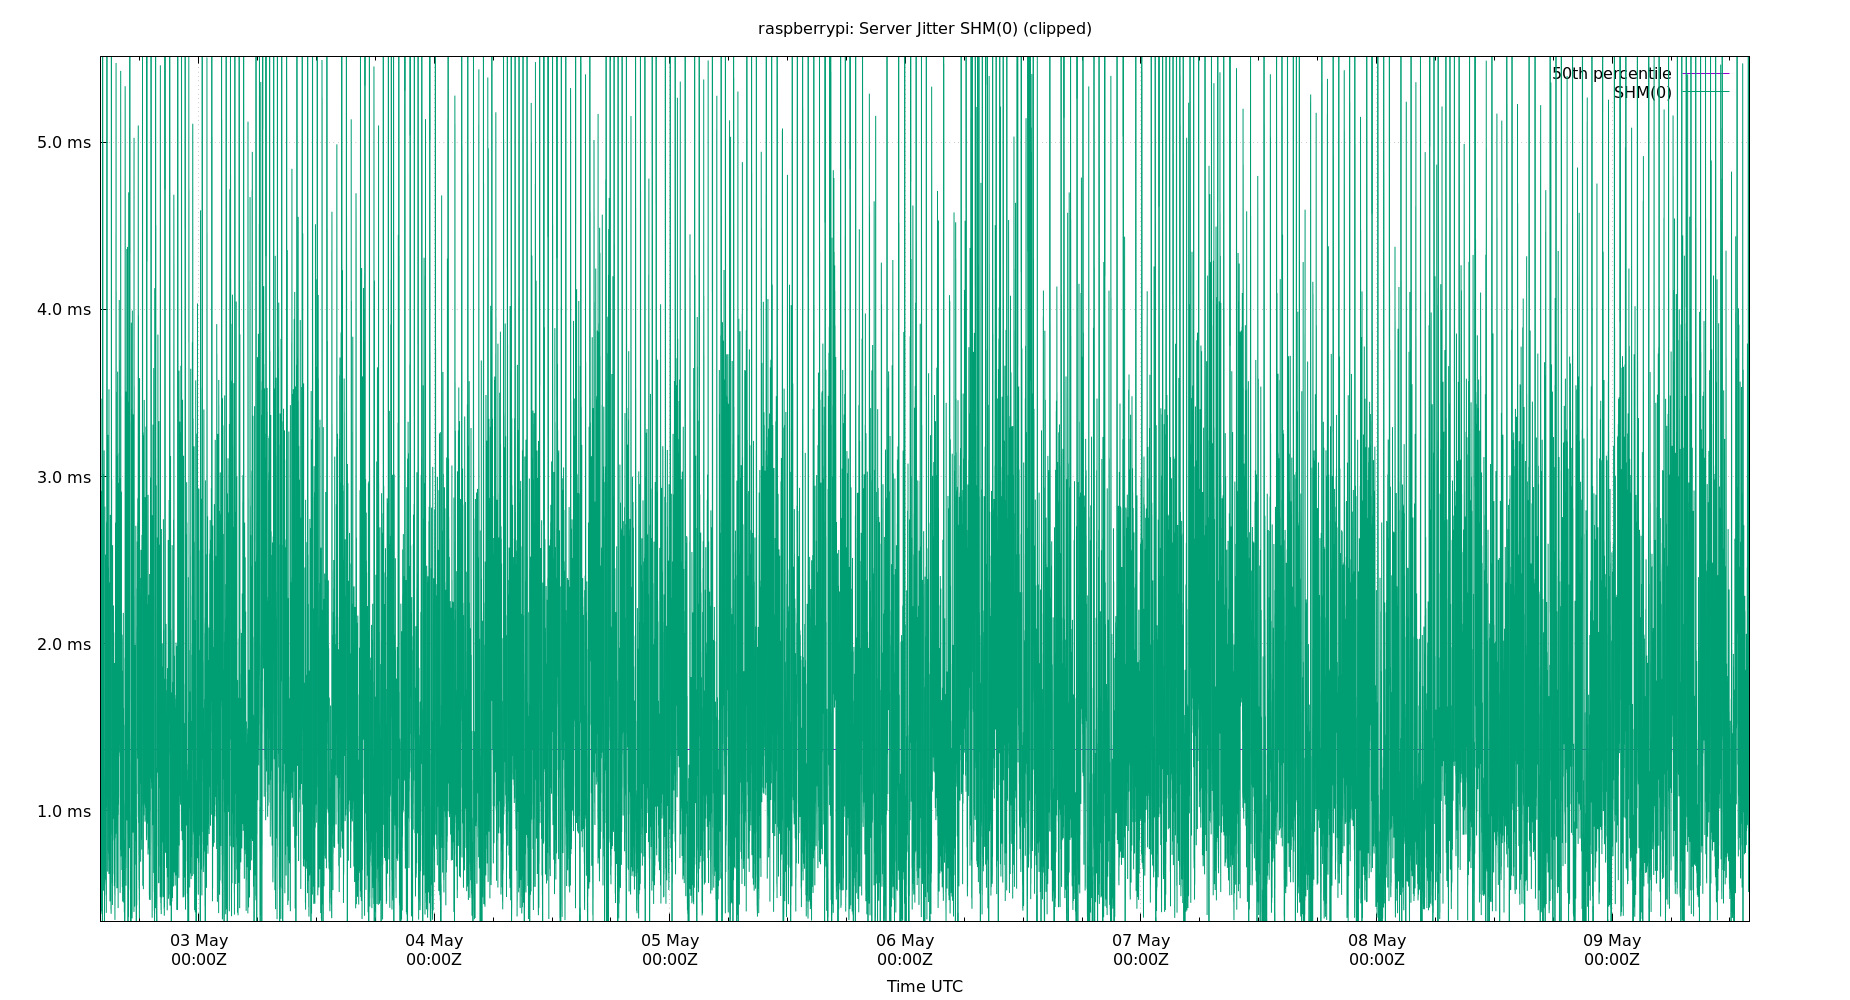 raspberrypi: Server Jitter SHM(0) (clipped)
50th percentile
SHM(0)
5.0 ms
4.0 ms
3.0 ms
2.0 ms
1.0 ms
03 May 04 May 05 May 06 May 07 May 08 May 09 May
00:00Z 00:00Z 00:00Z 00:00Z 00:00Z 00:00Z 00:00Z
Time UTC